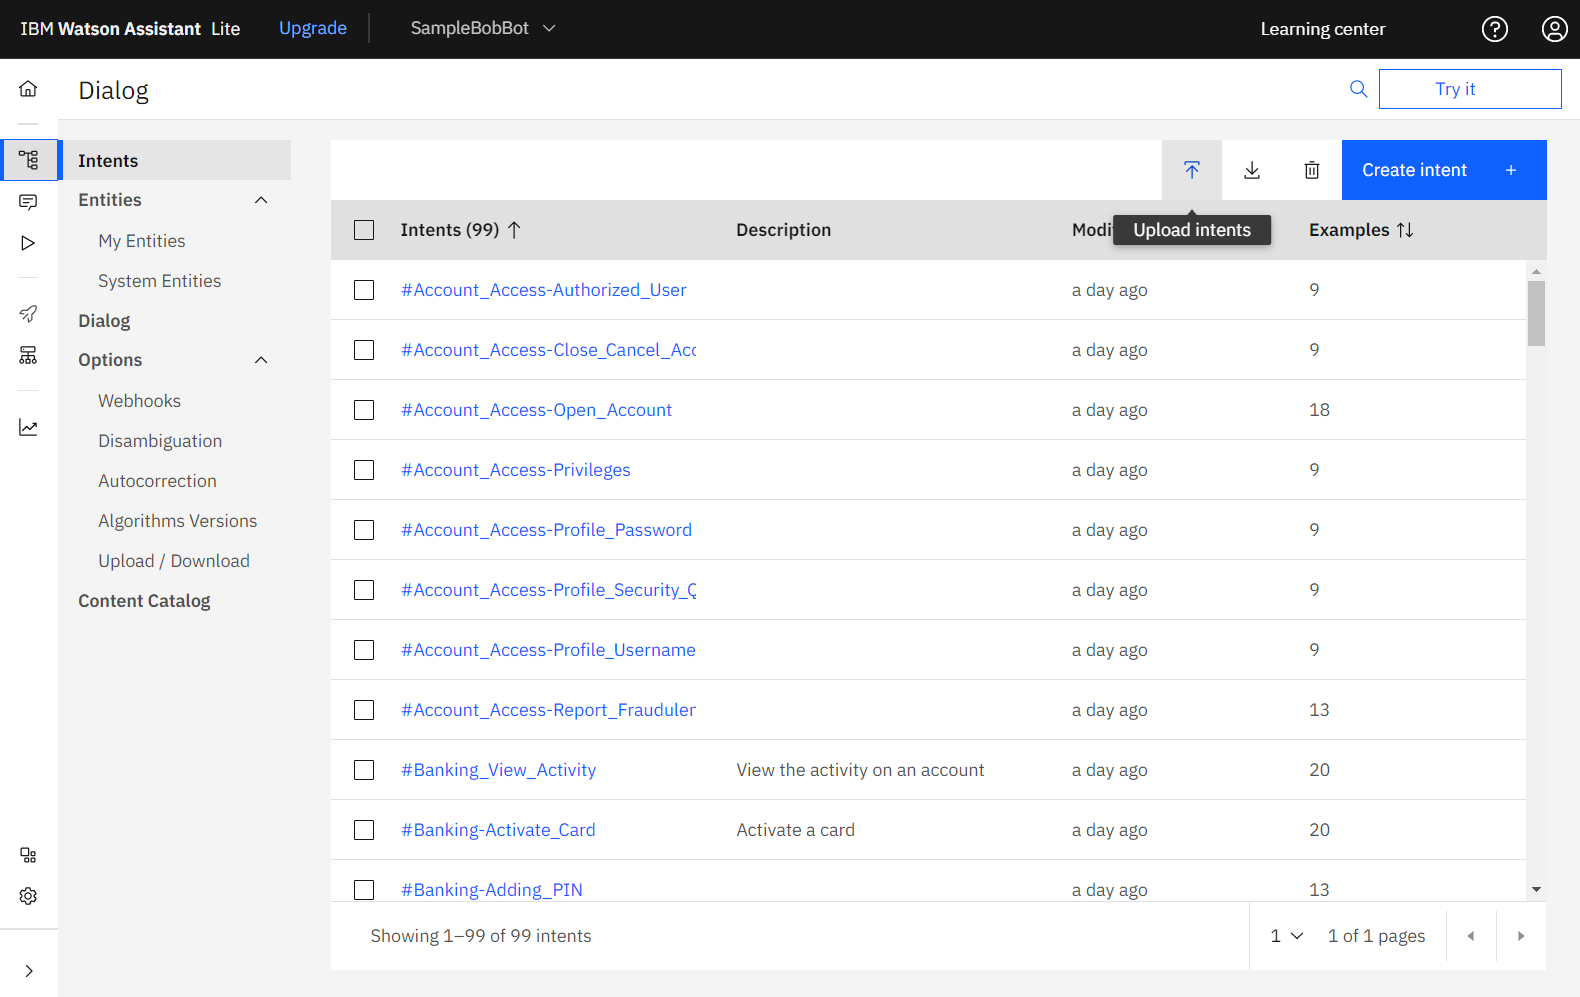 IBM Watson Assistant Lite Upgrade SampleBobBot Learning center
Dialog Try it
Intents
Entities
My Entities
System Entities
Dialog
Options
Webhooks
Disambiguation
Autocorrection
Algorithms Versions
Upload / Download
Content Catalog
Create intent +
Upload intents
Intents (99) Description Modi Examples
#Account_Access-Authorized_User a day ago 9
#Account_Access-Close_Cancel_Acc a day ago 9
#Account_Access-Open_Account a day ago 18
#Account_Access-Privileges a day ago 9
#Account_Access-Profile_Password a day ago 9
#Account_Access-Profile_Security_Q a day ago 9
#Account_Access-Profile_Username a day ago 9
#Account_Access-Report_Fraudulen a day ago 13
#Banking_View_Activity View the activity on an account a day ago 20
#Banking-Activate_Card Activate a card a day ago 20
#Banking-Adding_PIN a day ago 13
Showing 1–99 of 99 intents 1 1 of 1 pages